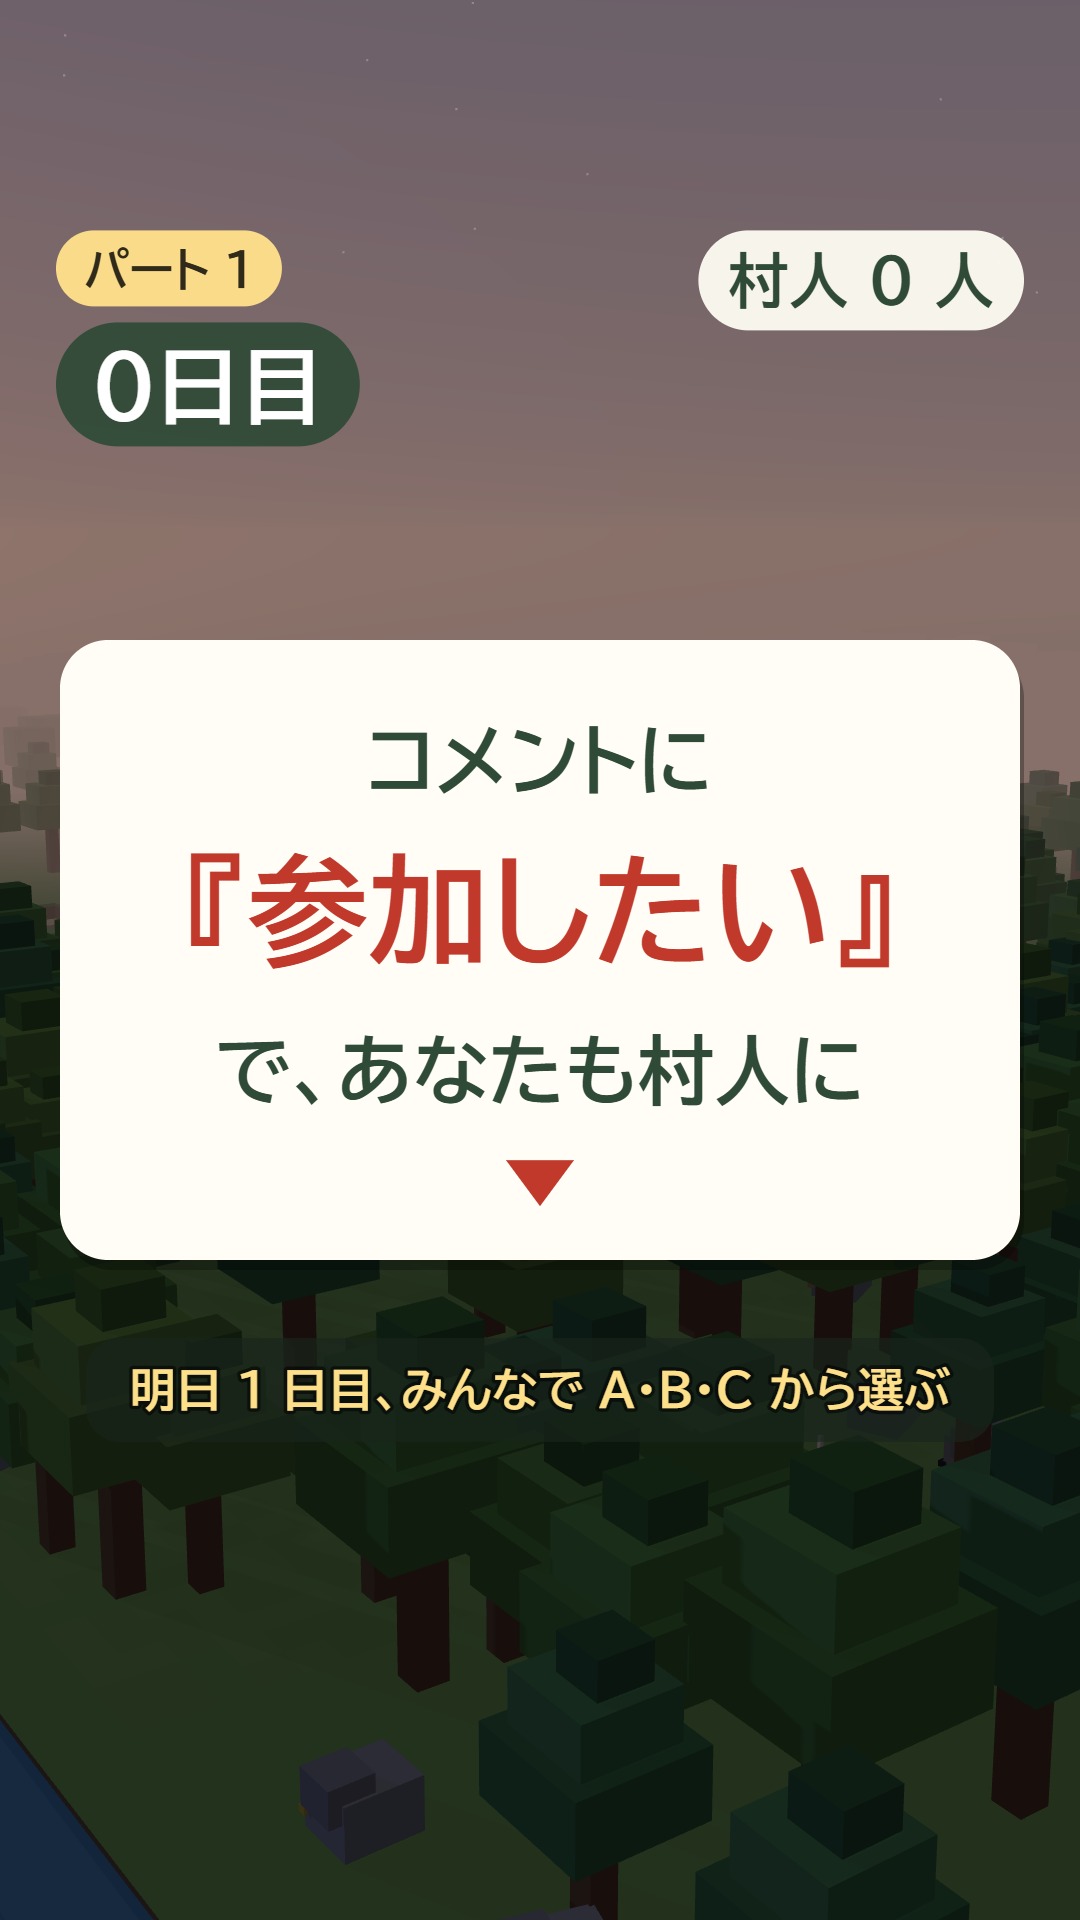 パート 1
村人 0 人
0日目
コメントに
『参加したい』
で、あなたも村人に
明日 1 日目、みんなで A・B・C から選ぶ